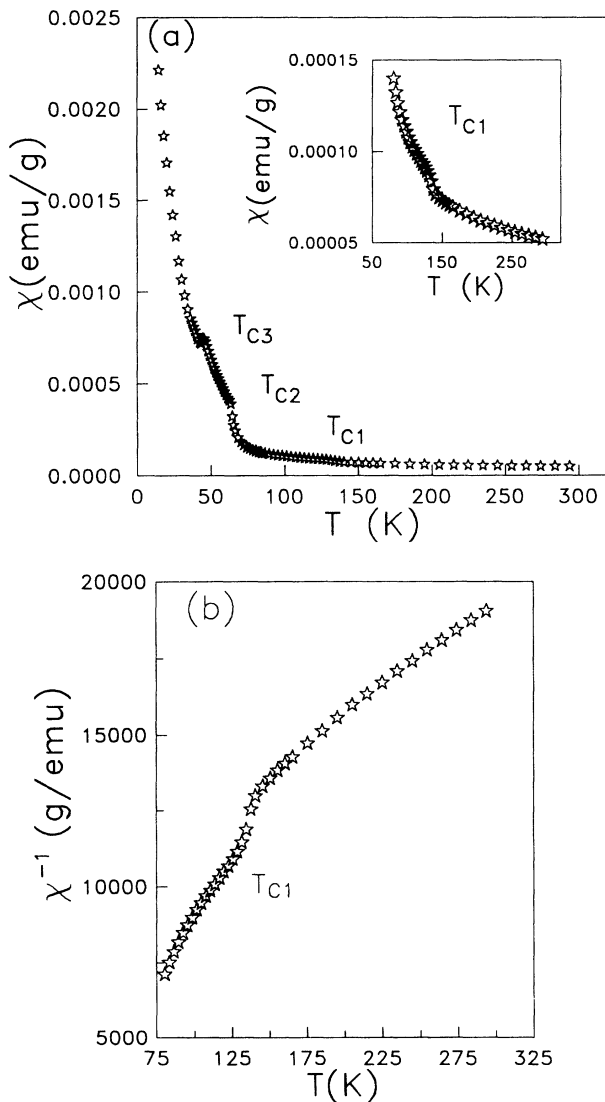 (a)
0.0025
0.0020
0.0015
0.0010
0.0005
0.0000
χ(emu/g)
T_C3
T_C2
T_C1
0 50 100 150 200 250 300
T (K)
0.00015
0.00010
0.00005
χ(emu/g)
T_C1
50 150 250
T (K)
(b)
20000
15000
10000
5000
χ⁻¹ (g/emu)
T_C1
75 125 175 225 275 325
T(K)